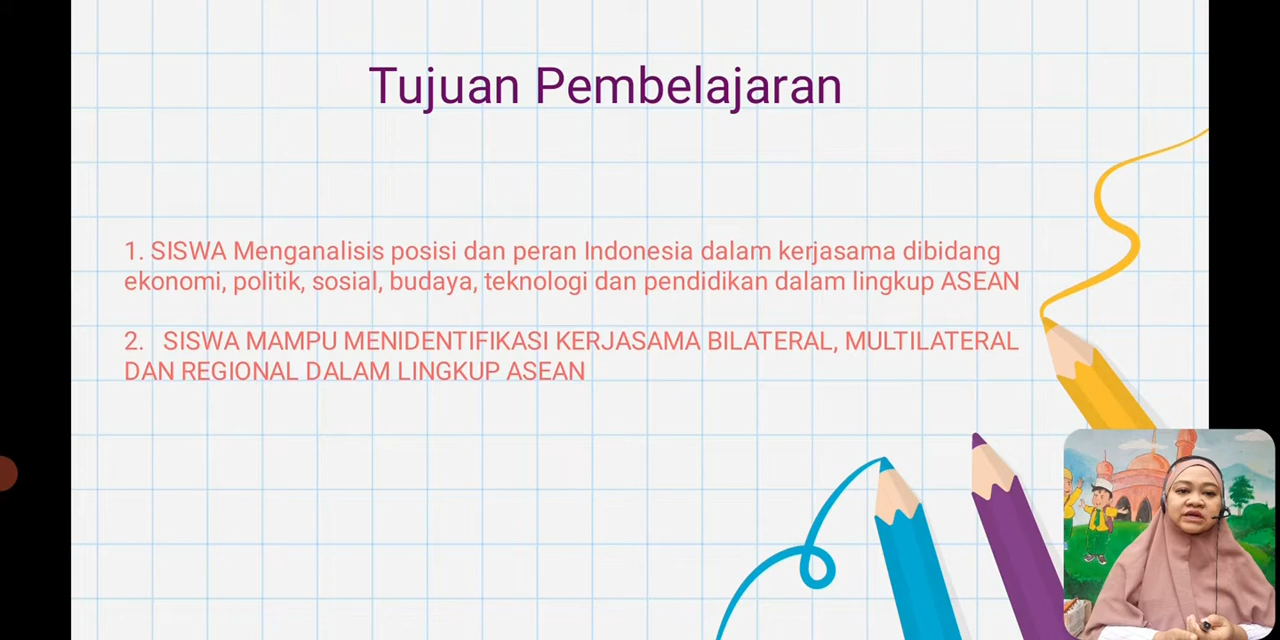 Tujuan Pembelajaran
1. SISWA Menganalisis posisi dan peran Indonesia dalam kerjasama dibidang
ekonomi, politik, sosial, budaya, teknologi dan pendidikan dalam lingkup ASEAN
2. SISWA MAMPU MENIDENTIFIKASI KERJASAMA BILATERAL, MULTILATERAL
DAN REGIONAL DALAM LINGKUP ASEAN